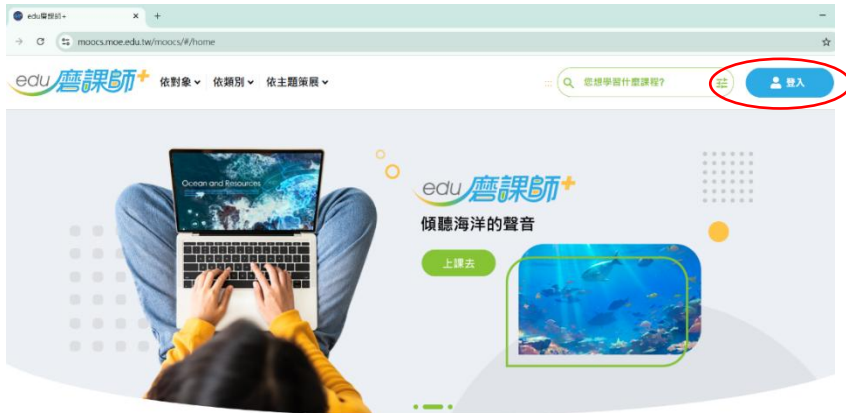 edu磨課師+
moocs.moe.edu.tw/moocs/#/home
edu磨課師+ 依對象 依類別 依主題策展 您想學習什麼課程? 登入
Ocean and Resources
edu磨課師+
傾聽海洋的聲音
上課去